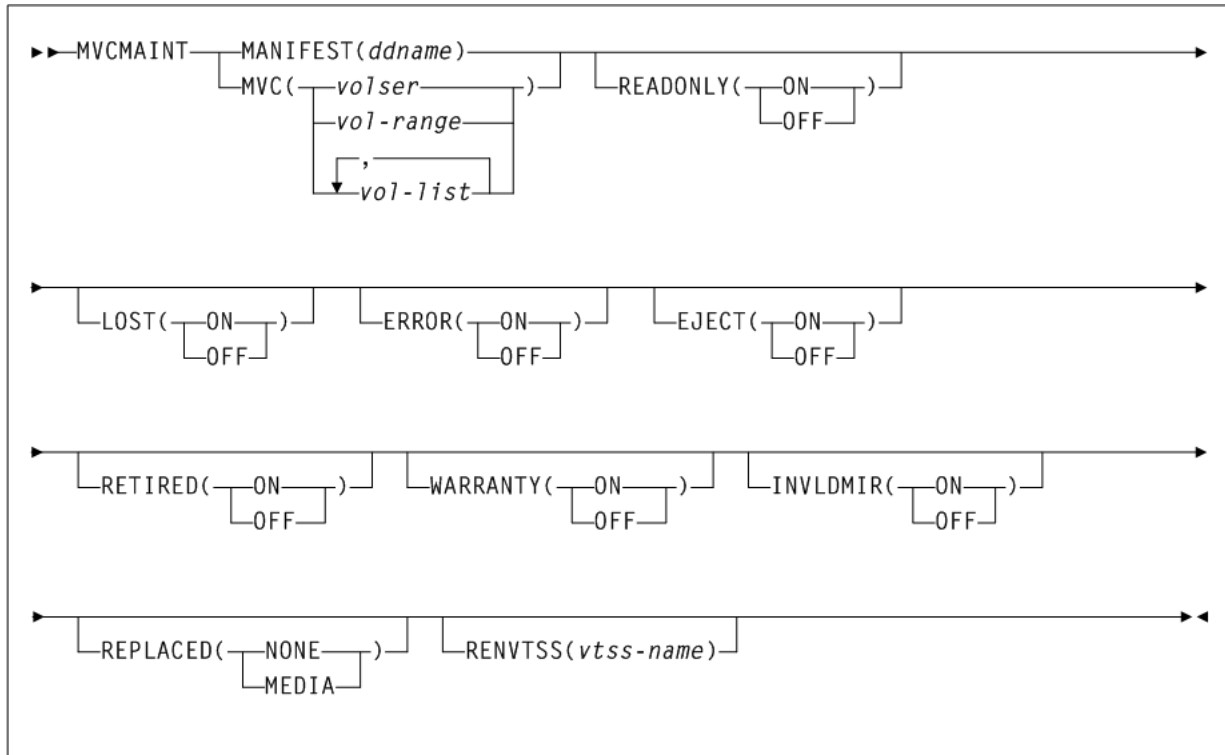 MVCMAINT MANIFEST(ddname) READONLY( ON )
MVC( volser ) OFF
vol-range
,
vol-list
LOST( ON ) ERROR( ON ) EJECT( ON )
OFF OFF OFF
RETIRED( ON ) WARRANTY( ON ) INVLDMIR( ON )
OFF OFF OFF
REPLACED( NONE ) RENVTSS(vtss-name)
MEDIA